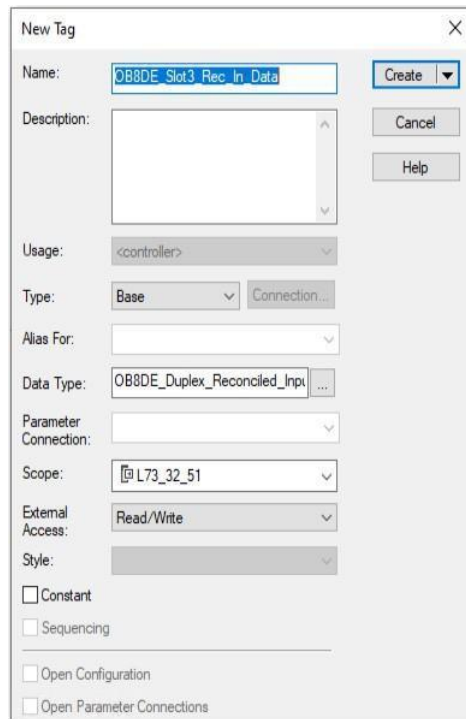 New Tag
Name:
OB8DE_Slot3_Rec_In_Data
Create
Description:
Cancel
Help
Usage:
<controller>
Type:
Base
Connection...
Alias For:
Data Type:
OB8DE_Duplex_Reconciled_Inpu
...
Parameter
Connection:
Scope:
L73_32_51
External
Access:
Read/Write
Style:
Constant
Sequencing
Open Configuration
Open Parameter Connections